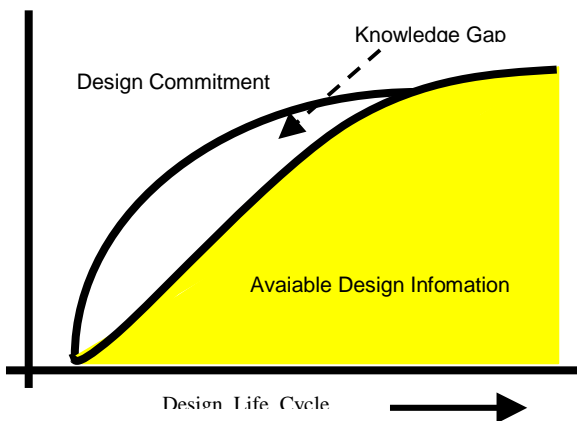 Knowledge Gap
Design Commitment
Avaiable Design Infomation
Design Life Cycle